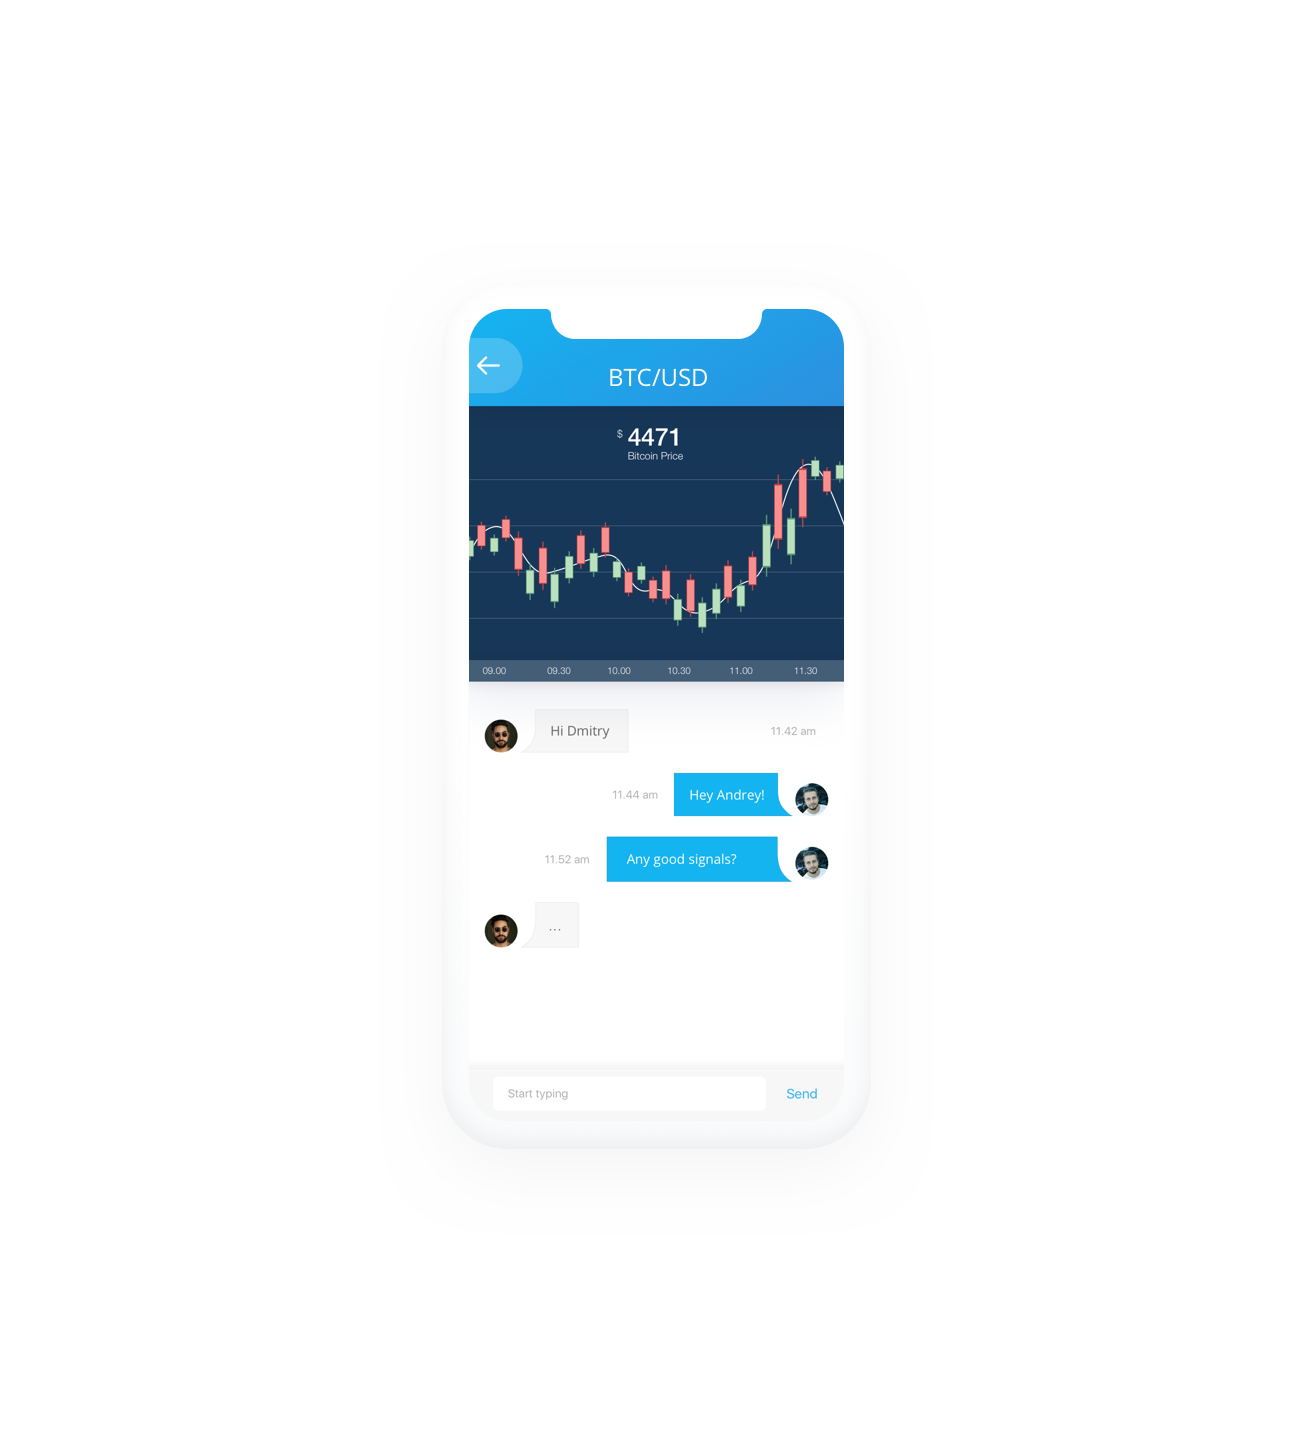 BTC/USD
$ 4471
Bitcoin Price
09.00 09.30 10.00 10.30 11.00 11.30
Hi Dmitry 11.42 am
11.44 am Hey Andrey!
11.52 am Any good signals?
...
Start typing Send